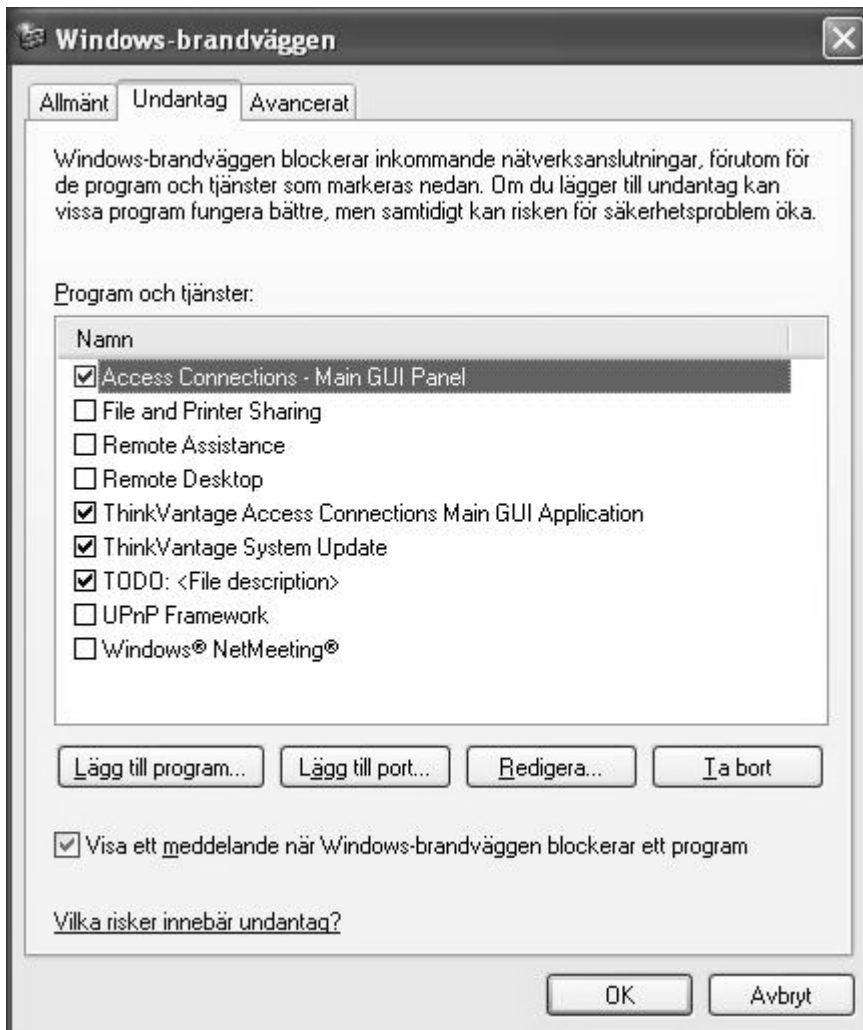 Windows-brandväggen
Allmänt
Undantag
Avancerat
Windows-brandväggen blockerar inkommande nätverksanslutningar, förutom för
de program och tjänster som markeras nedan. Om du lägger till undantag kan
vissa program fungera bättre, men samtidigt kan risken för säkerhetsproblem öka.
Program och tjänster:
Namn
Access Connections - Main GUI Panel
File and Printer Sharing
Remote Assistance
Remote Desktop
ThinkVantage Access Connections Main GUI Application
ThinkVantage System Update
TODO: <File description>
UPnP Framework
Windows® NetMeeting®
Lägg till program...
Lägg till port...
Redigera...
Ta bort
Visa ett meddelande när Windows-brandväggen blockerar ett program
Vilka risker innebär undantag?
OK
Avbryt